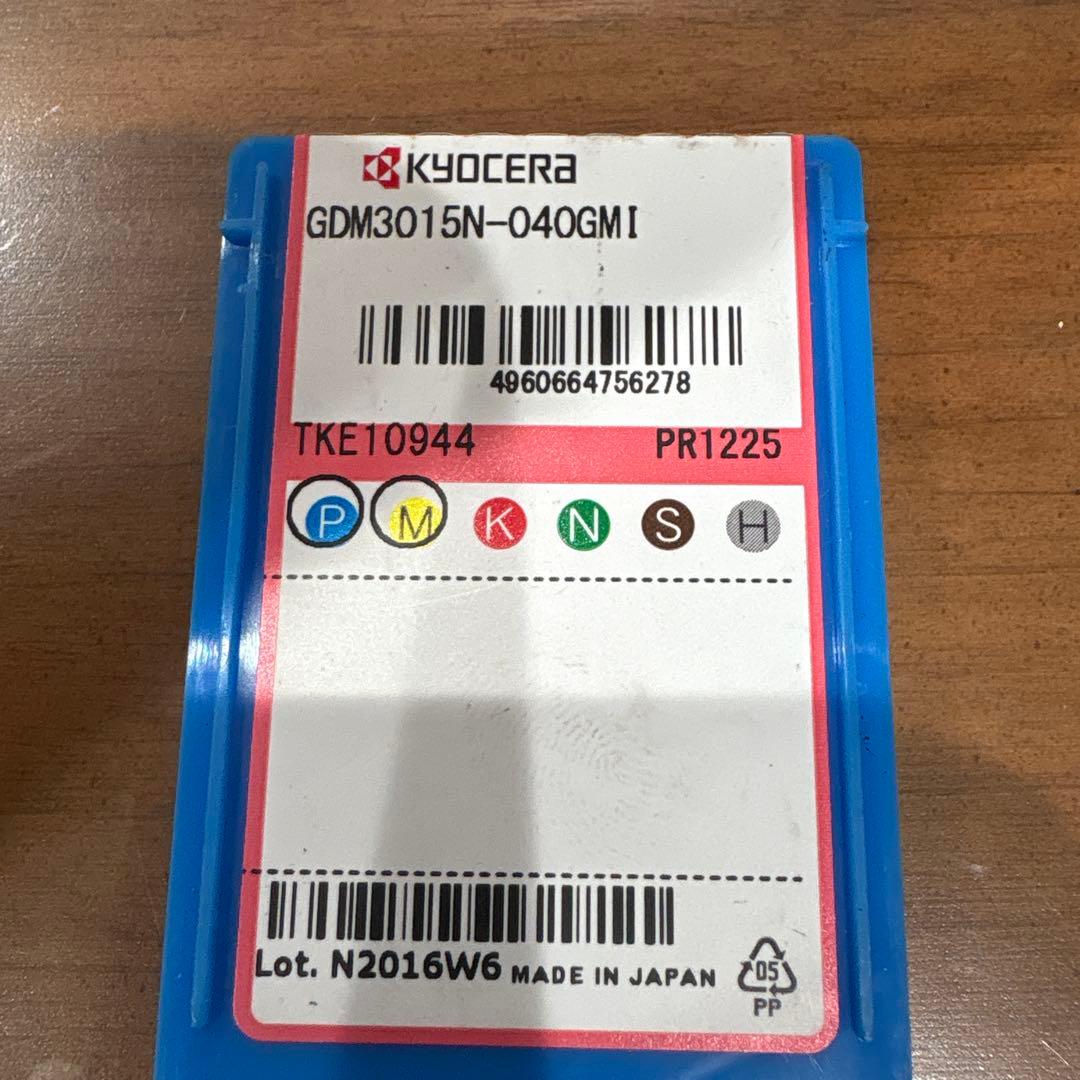 KYOCERA
GDM3015N-040GMI
4960664756278
TKE10944 PR1225
P M K N S H
Lot. N2016W6 MADE IN JAPAN
05
PP